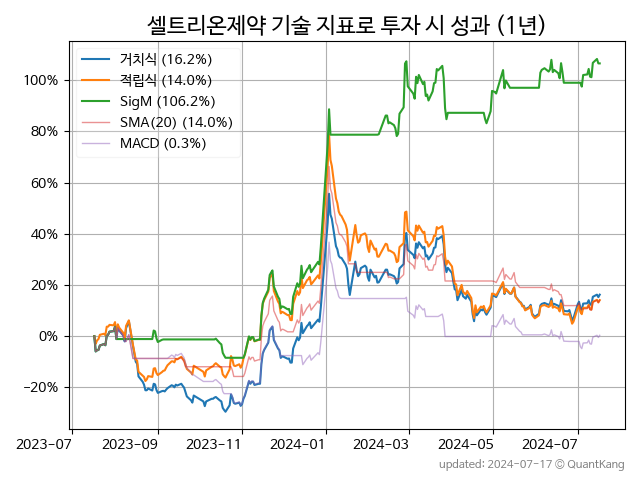 셀트리온제약 기술 지표로 투자 시 성과 (1년)
거치식 (16.2%)
적립식 (14.0%)
SigM (106.2%)
SMA(20) (14.0%)
MACD (0.3%)
100%
80%
60%
40%
20%
0%
−20%
2023−07
2023−09
2023−11
2024−01
2024−03
2024−05
2024−07
updated: 2024-07-17 © QuantKang